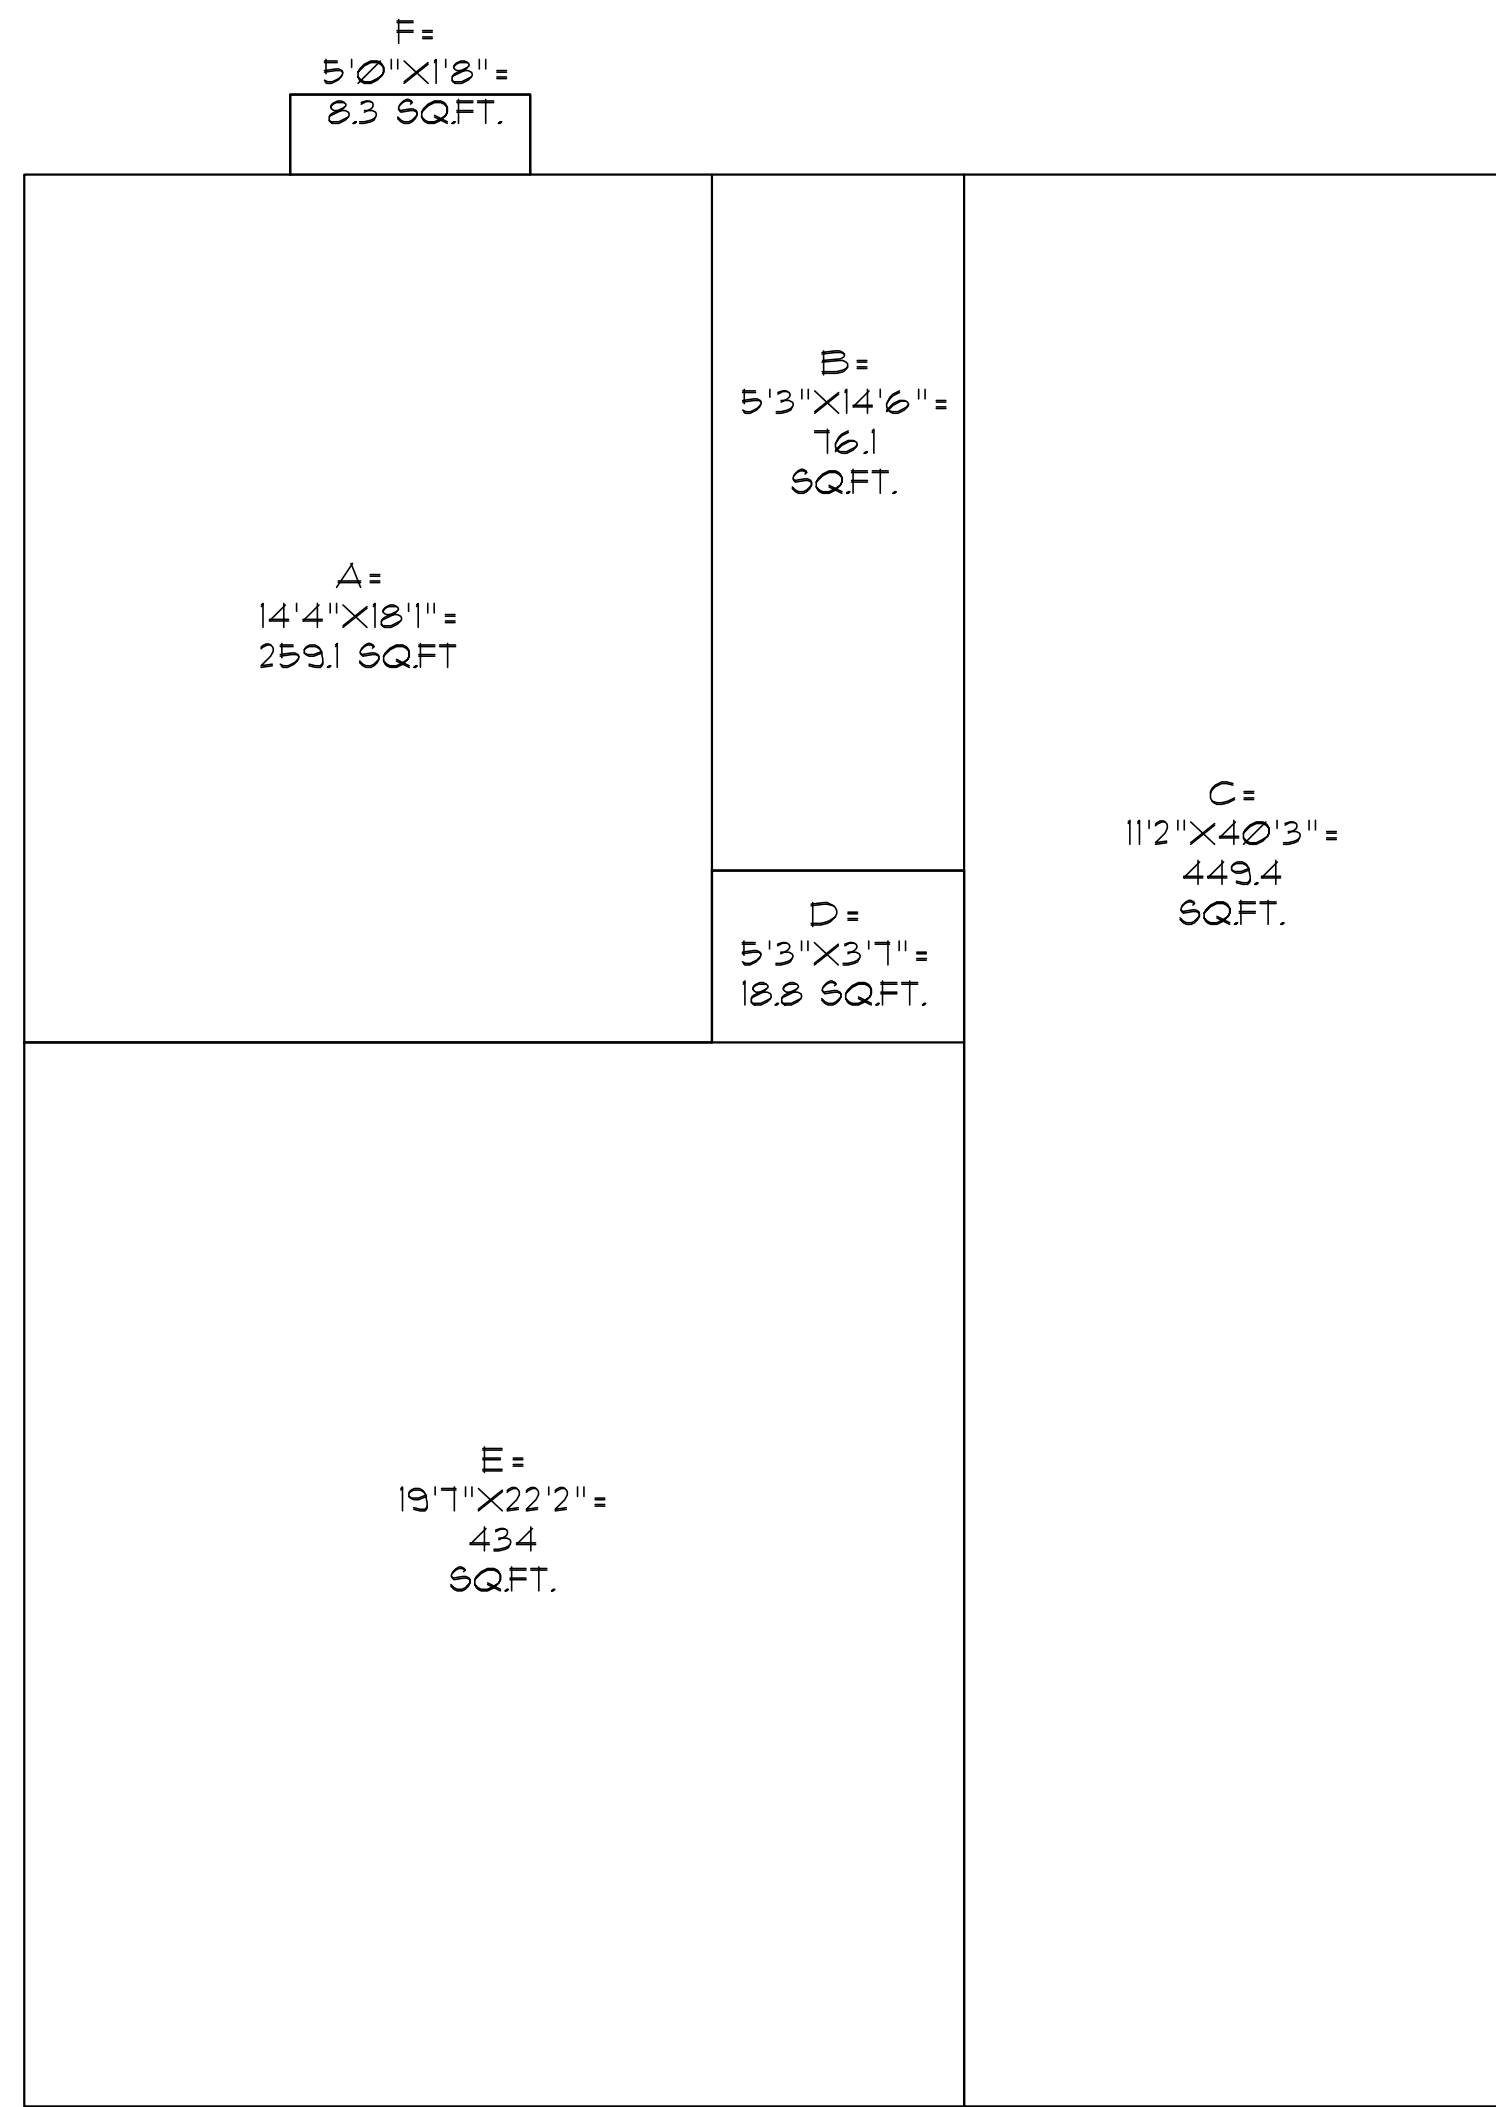 F=
5'0"X1'8"=
8.3 SQ.FT.
B=
5'3"X14'6"=
76.1
SQ.FT.
A=
14'4"X18'1"=
259.1 SQ.FT
C=
11'2"X40'3"=
449.4
SQ.FT.
D=
5'3"X3'7"=
18.8 SQ.FT.
E=
19'7"X22'2"=
434
SQ.FT.